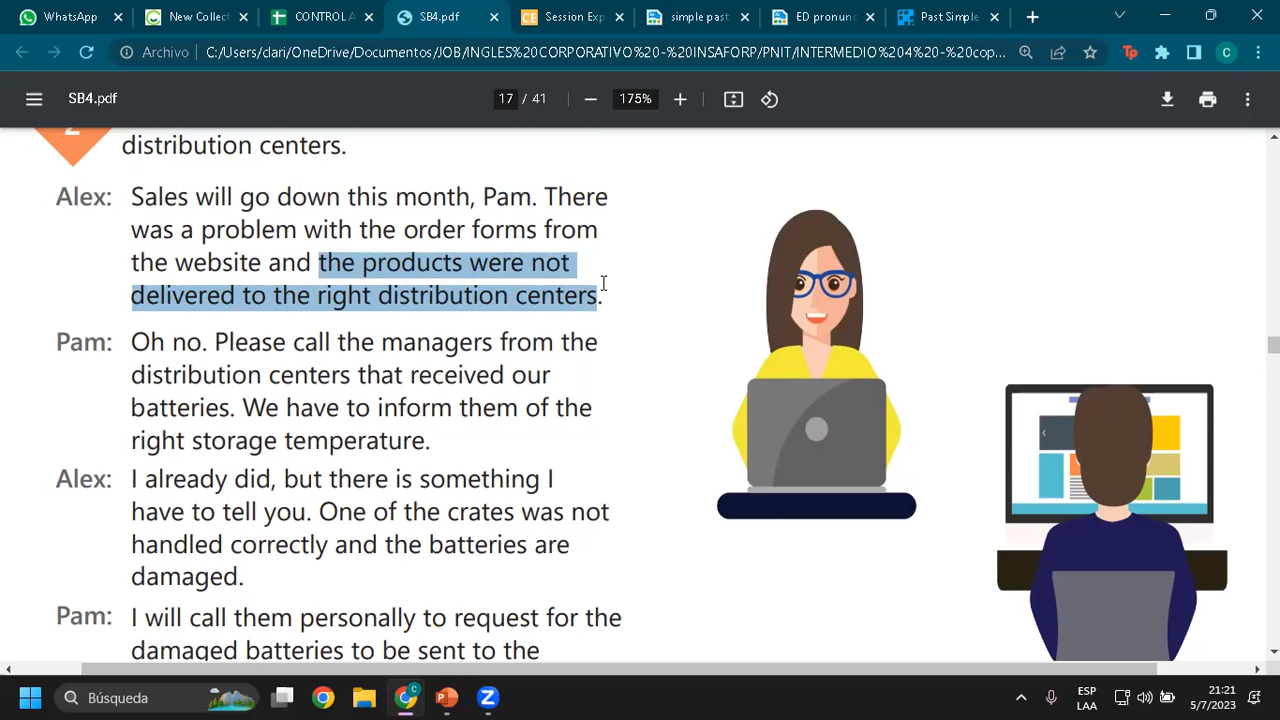 WhatsApp
New Collect
CONTROL A
SB4.pdf
Session Exp
simple past
ED pronunc
Past Simple
Archivo
C:/Users/clari/OneDrive/Documentos/JOB/INGLES%20CORPORATIVO%20-%20INSAFORP/PNIT/INTERMEDIO%204%20-%20cop...
C
SB4.pdf
17 / 41
175%
2
distribution centers.
Alex: Sales will go down this month, Pam. There
was a problem with the order forms from
the website and the products were not
delivered to the right distribution centers.
Pam: Oh no. Please call the managers from the
distribution centers that received our
batteries. We have to inform them of the
right storage temperature.
Alex: I already did, but there is something I
have to tell you. One of the crates was not
handled correctly and the batteries are
damaged.
Pam: I will call them personally to request for the
damaged batteries to be sent to the
Búsqueda
ESP
LAA
21:21
5/7/2023